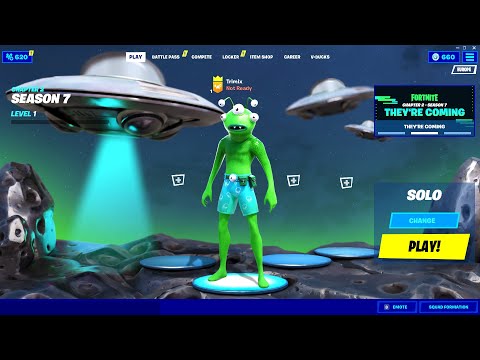 620
PLAY
BATTLE PASS
COMPETE
LOCKER
ITEM SHOP
CAREER
V-BUCKS
660
EUROPE
CHAPTER 2
SEASON 7
LEVEL 1
Trimix
Not Ready
FORTNITE
CHAPTER 2 - SEASON 7
THEY'RE COMING
THEY'RE COMING
SOLO
CHANGE
PLAY!
EMOTE
SQUAD FORMATION